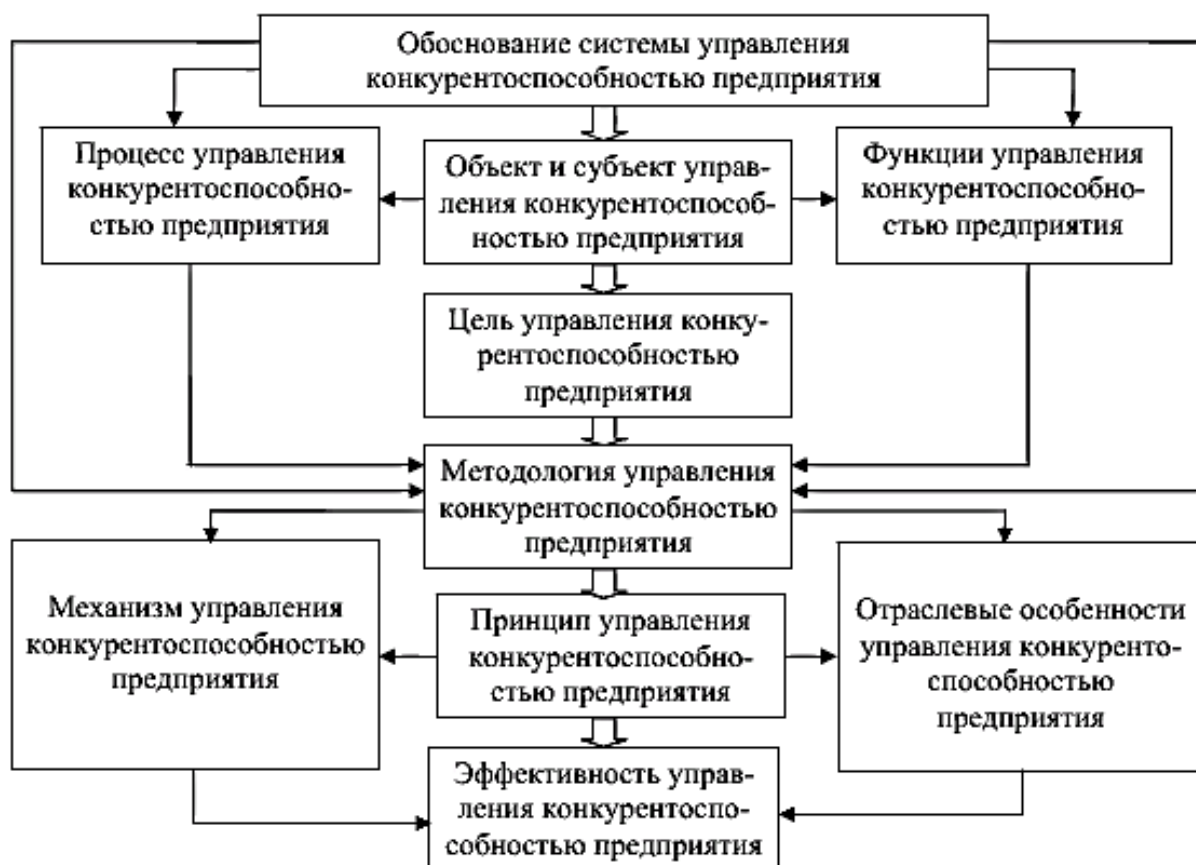 Обоснование системы управления
конкурентоспособностью предприятия
Процесс управления
конкурентоспособно-
стью предприятия
Объект и субъект управ-
ления конкурентоспособ-
ностью предприятия
Функции управления
конкурентоспособно-
стью предприятия
Цель управления конку-
рентоспособностью
предприятия
Методология управления
конкурентоспособностью
предприятия
Механизм управления
конкурентоспособностью
предприятия
Принцип управления
конкурентоспособно-
стью предприятия
Отраслевые особенности
управления конкуренто-
способностью
предприятия
Эффективность управ-
ления конкурентоспо-
собностью предприятия